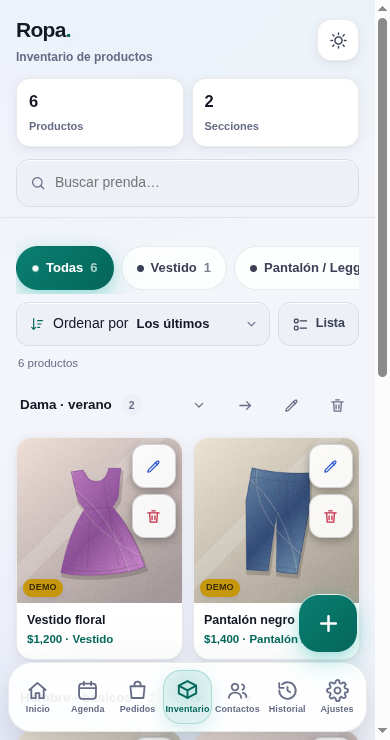 Ropa.
Inventario de productos
6
Productos
2
Secciones
Buscar prenda…
Todas 6
Vestido 1
Pantalón / Legg
Ordenar por Los últimos
Lista
6 productos
Dama · verano 2
DEMO
DEMO
Vestido floral
$1,200 · Vestido
Pantalón negro
$1,400 · Pantalón
Inicio
Agenda
Pedidos
Inventario
Contactos
Historial
Ajustes